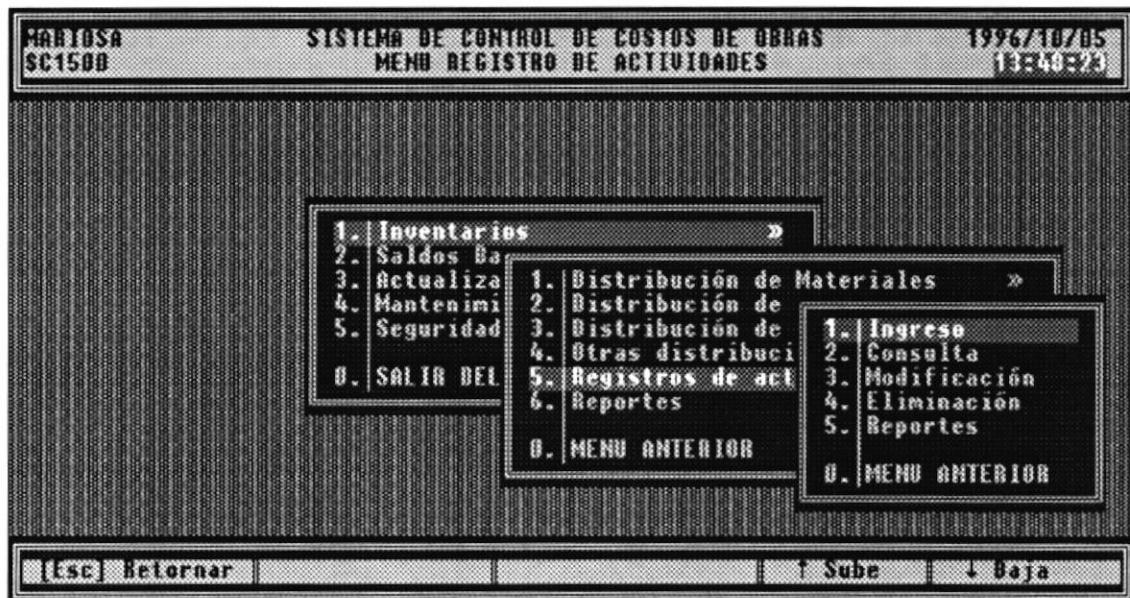 MARIOSA SISTEMA DE CONTROL DE COSTOS DE OBRAS 1996/10/05
SC1500 MENU REGISTRO DE ACTIVIDADES 13:40:23
1. Inventarios »
2. Saldos Ba
3. Actualiza
4. Mantenimi
5. Seguridad
0. SALIR DEL
1. Distribución de Materiales »
2. Distribución de
3. Distribución de
4. Otras distribuci
5. Registros de act
6. Reportes
0. MENU ANTERIOR
1. Ingreso
2. Consulta
3. Modificación
4. Eliminación
5. Reportes
0. MENU ANTERIOR
[Esc] Retornar ↑ Sube ↓ Baja